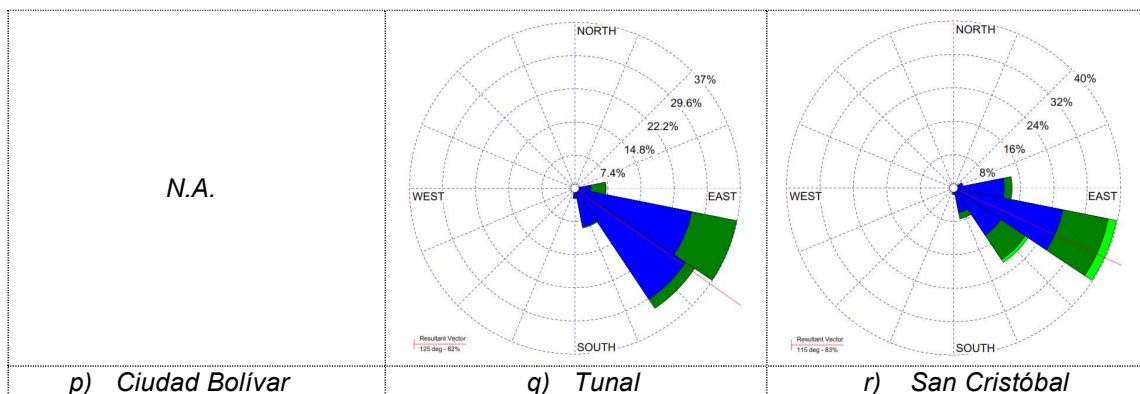 N.A.
NORTH
37%
29.6%
22.2%
14.8%
7.4%
WEST
EAST
SOUTH
Resultant Vector
125 deg - 82%
NORTH
40%
32%
24%
16%
8%
WEST
EAST
SOUTH
Resultant Vector
115 deg - 83%
p) Ciudad Bolívar
q) Tunal
r) San Cristóbal